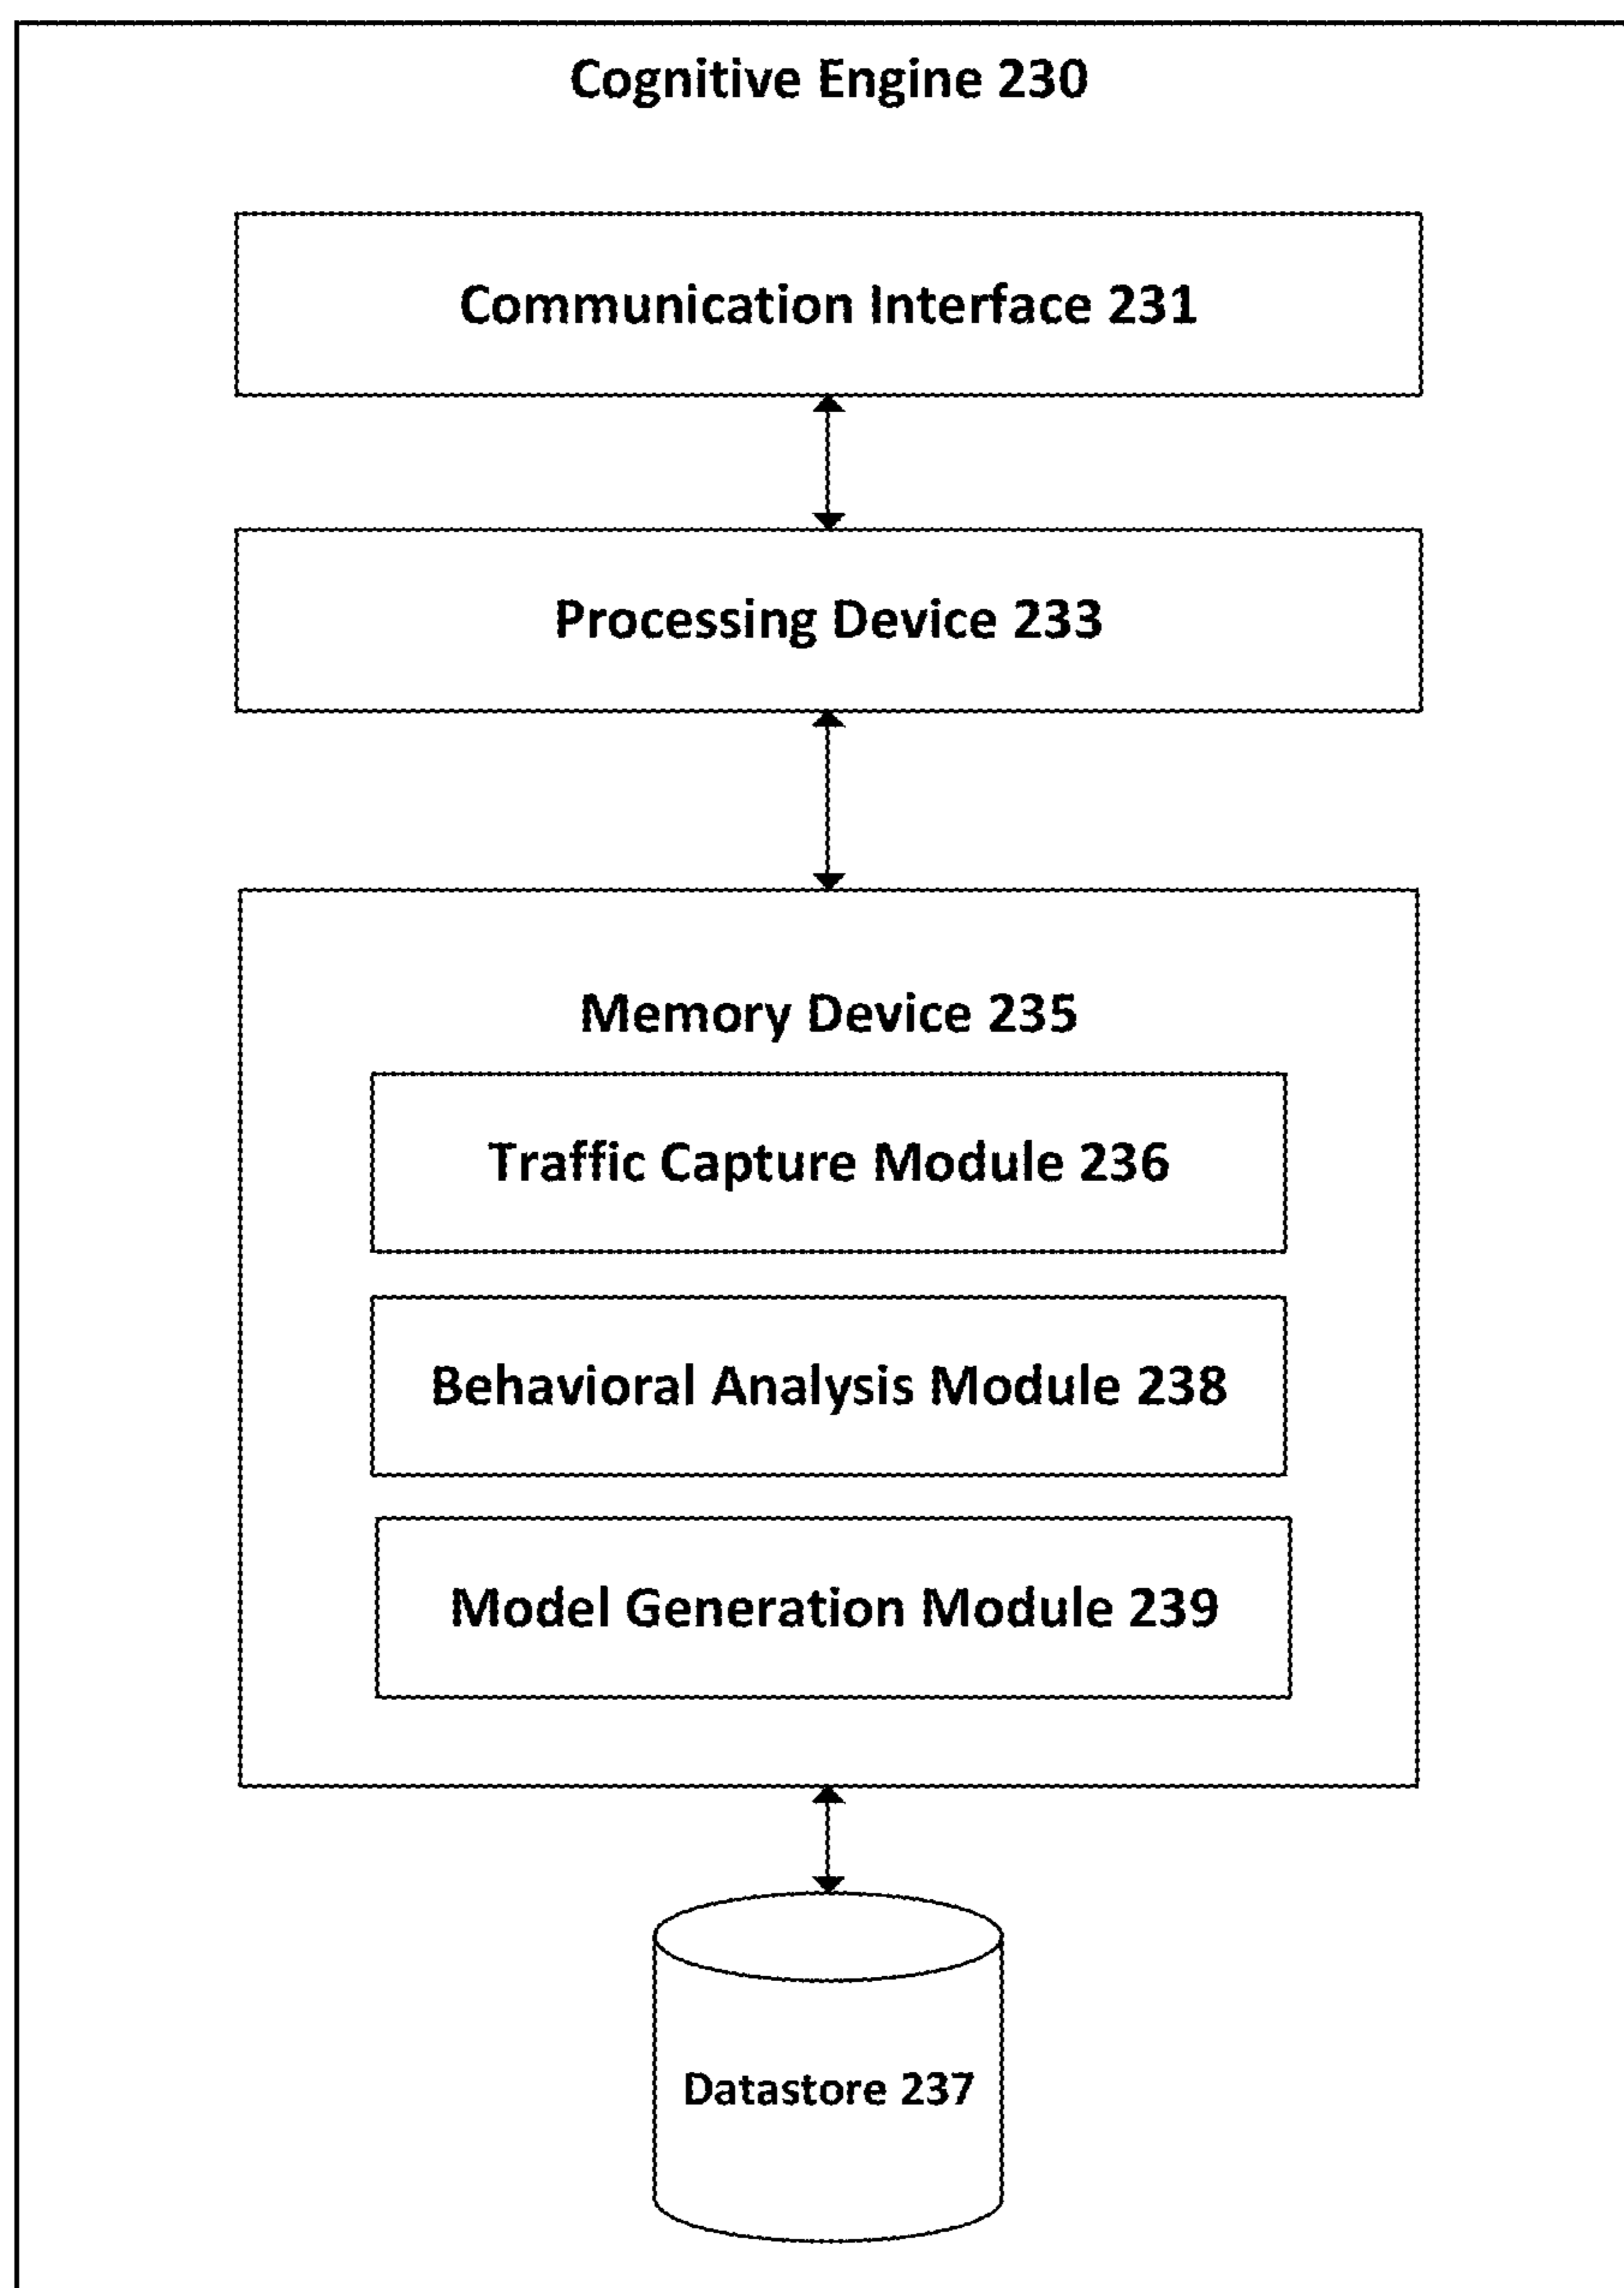 Cognitive Engine 230
Communication Interface 231
Processing Device 233
Memory Device 235
Traffic Capture Module 236
Behavioral Analysis Module 238
Model Generation Module 239
Datastore 237